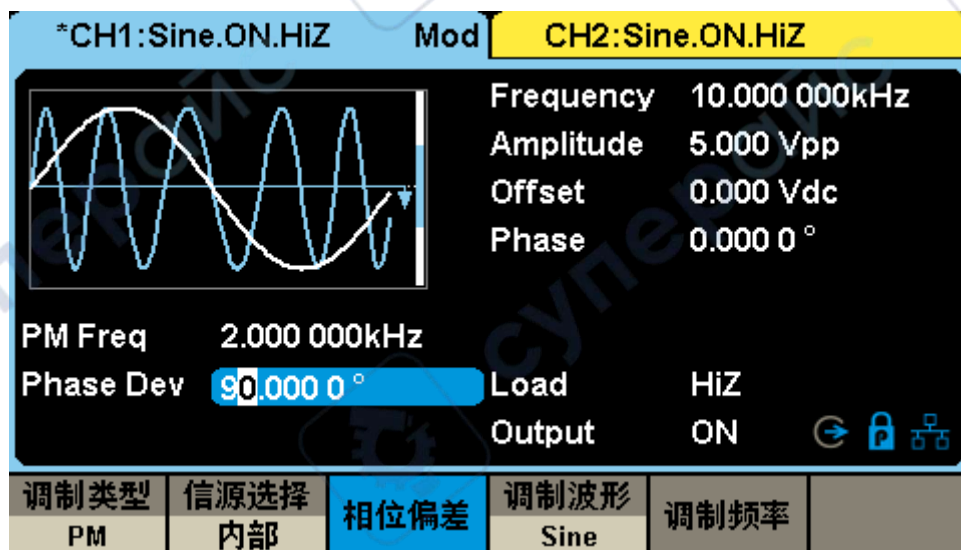 *CH1:Sine.ON.HiZ Mod CH2:Sine.ON.HiZ
Frequency 10.000 000kHz
Amplitude 5.000 Vpp
Offset 0.000 Vdc
Phase 0.000 0 °
PM Freq 2.000 000kHz
Phase Dev 90.000 0 °
Load HiZ
Output ON
调制类型 信源选择 相位偏差 调制波形 调制频率
PM 内部 Sine
суперайс